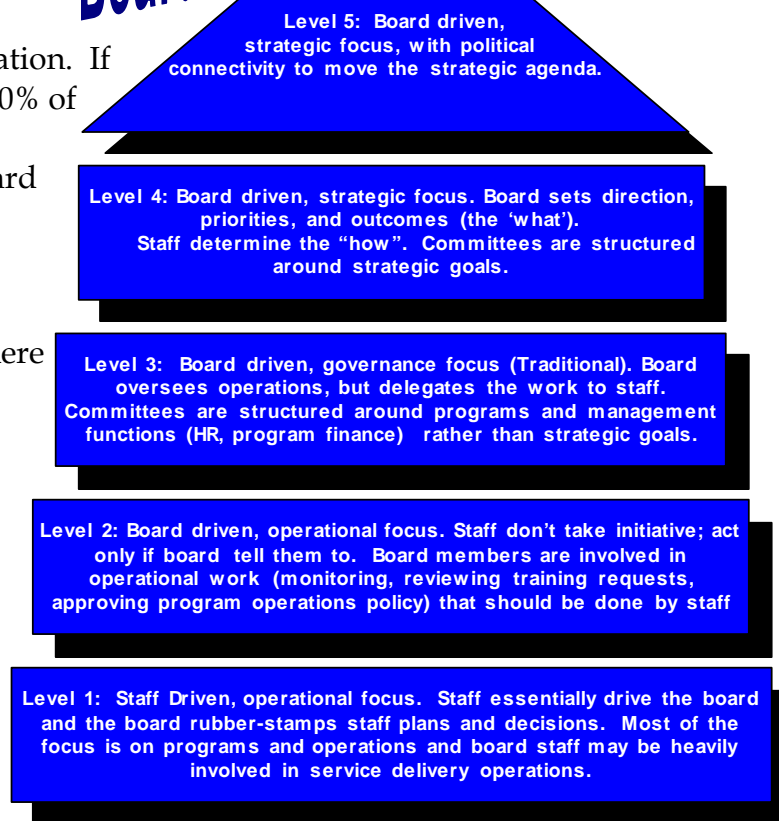 Board
ation. If
0% of
ard
ere
Level 5: Board driven,
strategic focus, with political
connectivity to move the strategic agenda.
Level 4: Board driven, strategic focus. Board sets direction,
priorities, and outcomes (the ‘what’).
Staff determine the “how”. Committees are structured
around strategic goals.
Level 3: Board driven, governance focus (Traditional). Board
oversees operations, but delegates the work to staff.
Committees are structured around programs and management
functions (HR, program finance) rather than strategic goals.
Level 2: Board driven, operational focus. Staff don’t take initiative; act
only if board tell them to. Board members are involved in
operational work (monitoring, reviewing training requests,
approving program operations policy) that should be done by staff
Level 1: Staff Driven, operational focus. Staff essentially drive the board
and the board rubber-stamps staff plans and decisions. Most of the
focus is on programs and operations and board staff may be heavily
involved in service delivery operations.